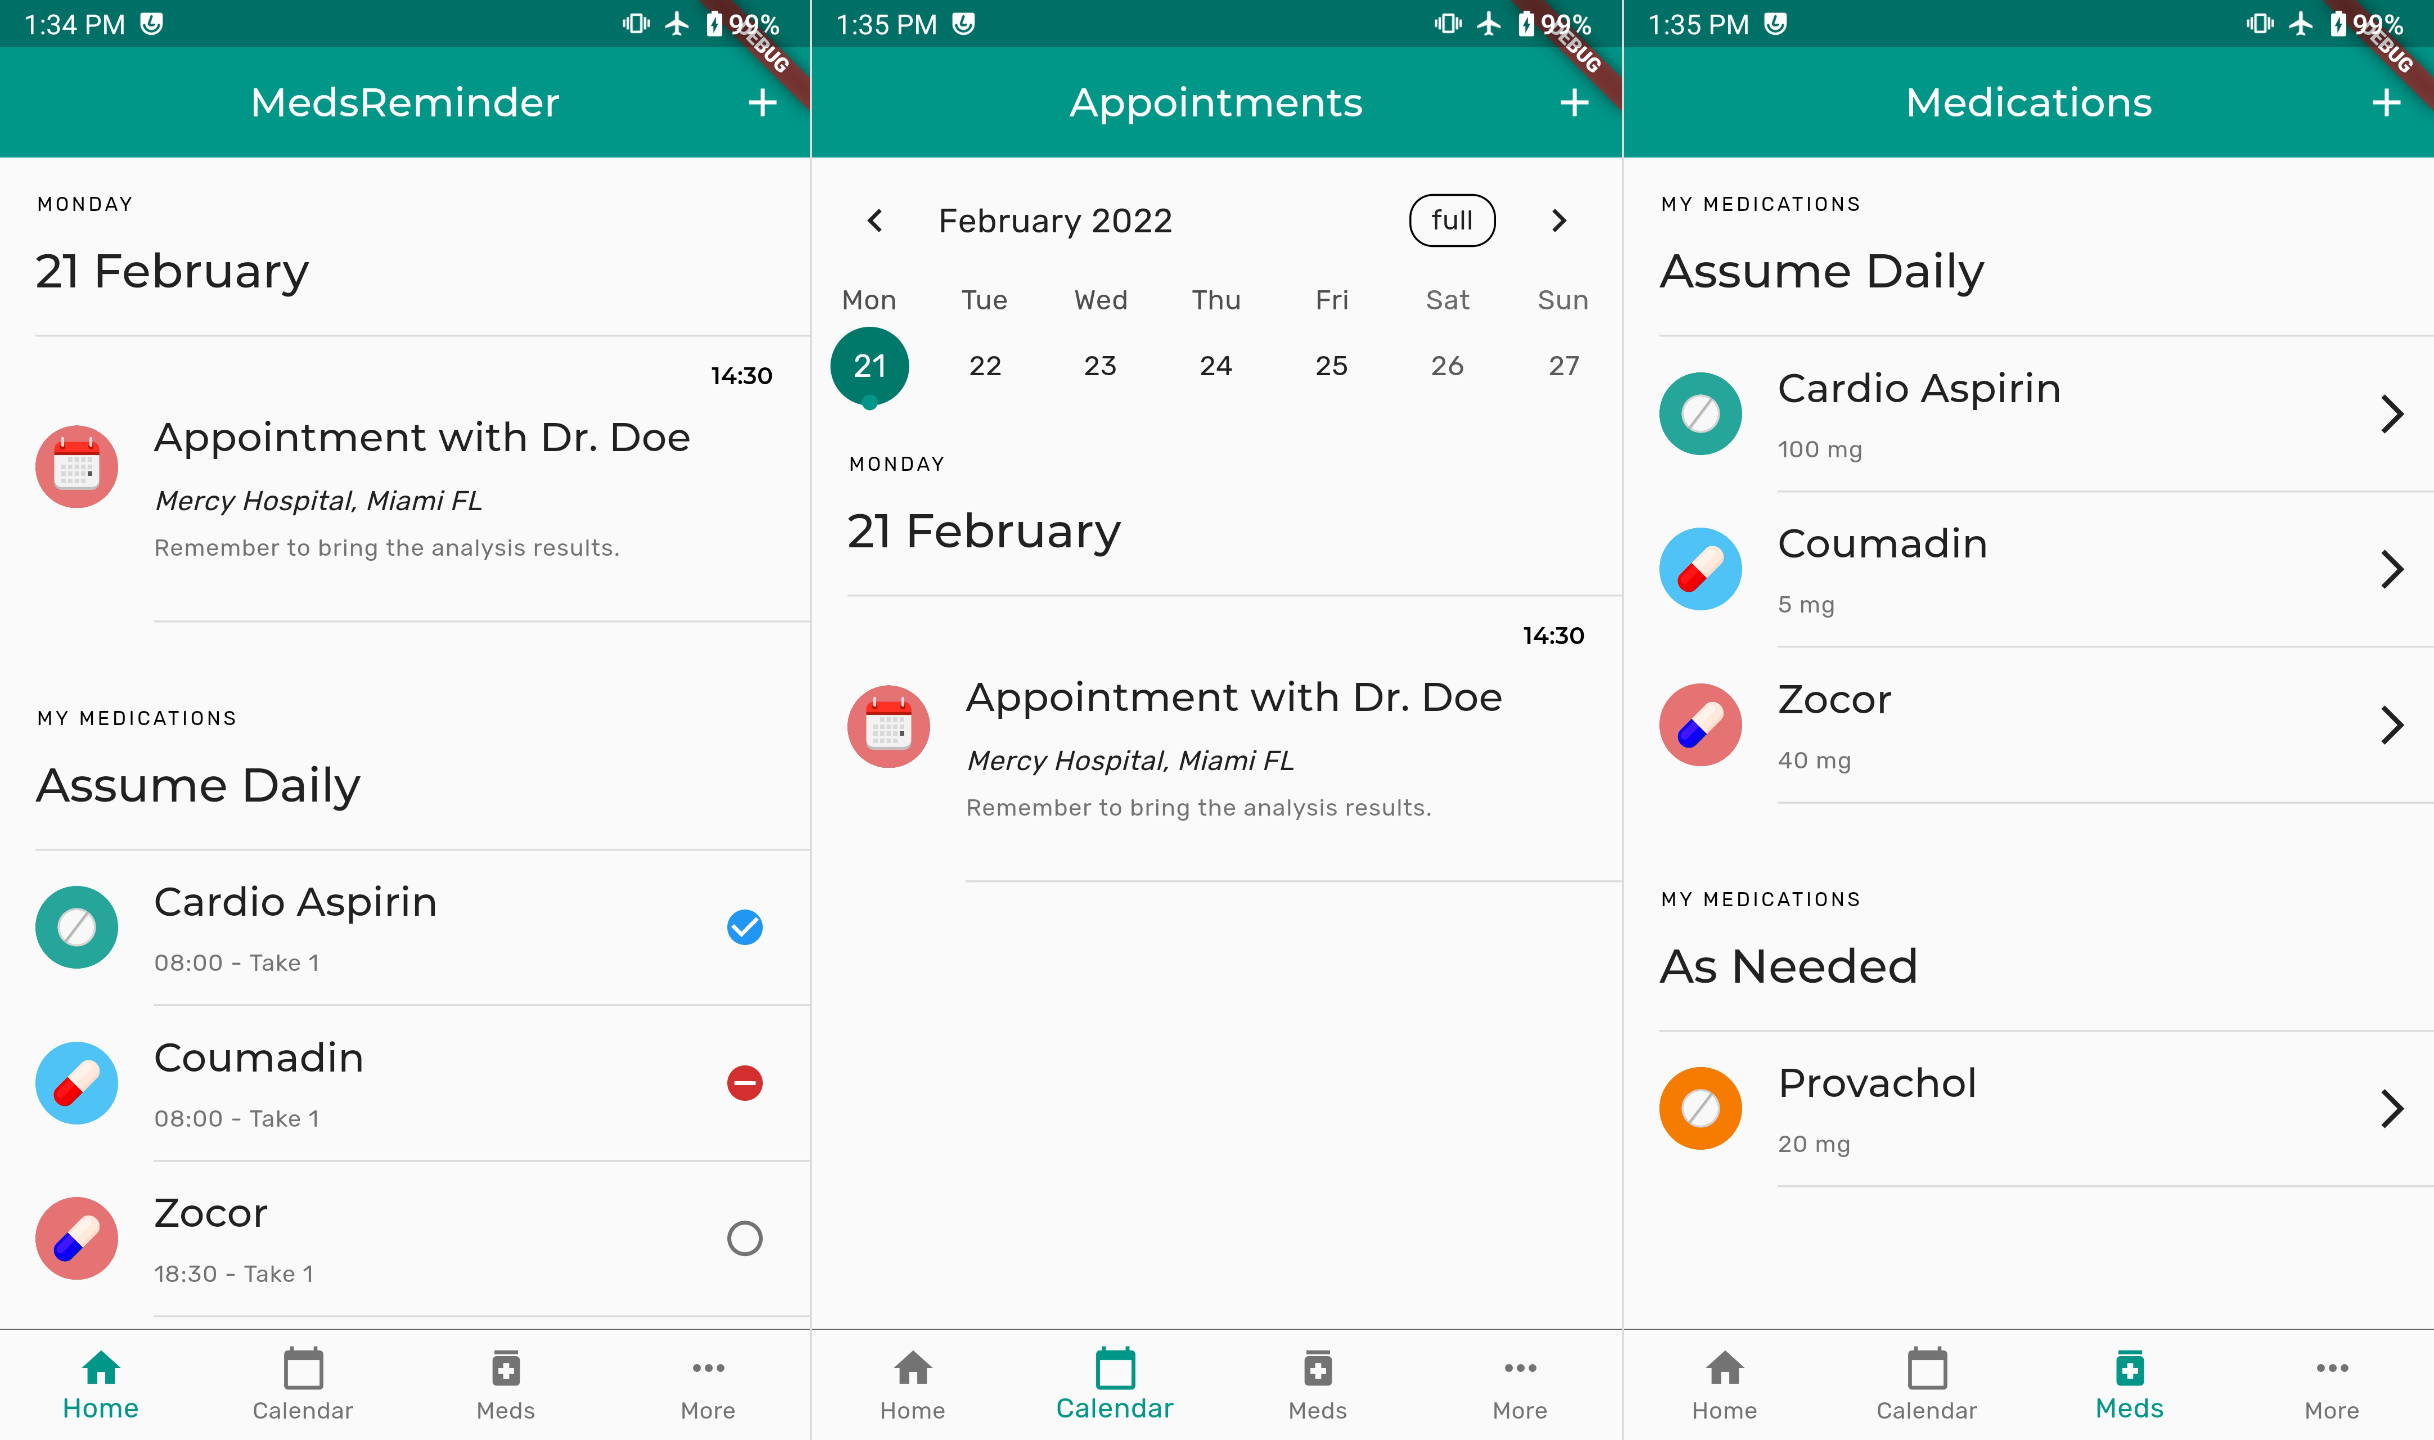 1:34 PM 99%
DEBUG
MedsReminder +
MONDAY
21 February
14:30
Appointment with Dr. Doe
Mercy Hospital, Miami FL
Remember to bring the analysis results.
MY MEDICATIONS
Assume Daily
Cardio Aspirin
08:00 - Take 1
Coumadin
08:00 - Take 1
Zocor
18:30 - Take 1
Home Calendar Meds More
1:35 PM 99%
DEBUG
Appointments +
February 2022 full
Mon Tue Wed Thu Fri Sat Sun
21 22 23 24 25 26 27
MONDAY
21 February
14:30
Appointment with Dr. Doe
Mercy Hospital, Miami FL
Remember to bring the analysis results.
Home Calendar Meds More
1:35 PM 99%
DEBUG
Medications +
MY MEDICATIONS
Assume Daily
Cardio Aspirin
100 mg
Coumadin
5 mg
Zocor
40 mg
MY MEDICATIONS
As Needed
Provachol
20 mg
Home Calendar Meds More